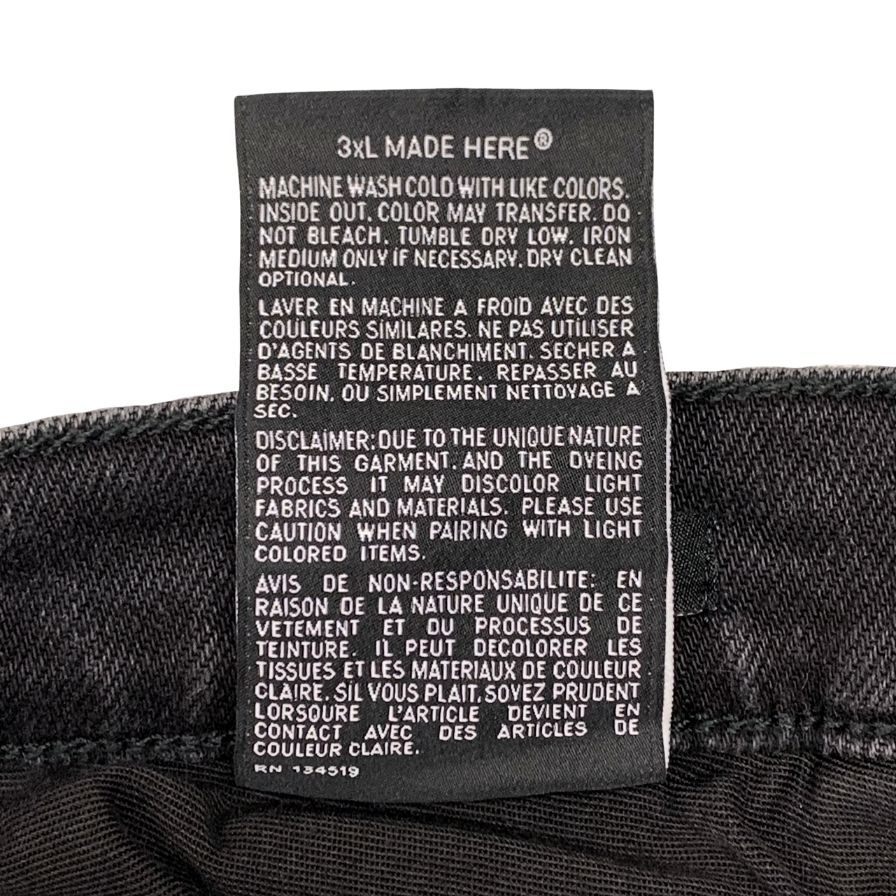 3xL MADE HERE®
MACHINE WASH COLD WITH LIKE COLORS.
INSIDE OUT. COLOR MAY TRANSFER. DO
NOT BLEACH. TUMBLE DRY LOW. IRON
MEDIUM ONLY IF NECESSARY. DRY CLEAN
OPTIONAL.
LAVER EN MACHINE A FROID AVEC DES
COULEURS SIMILARES. NE PAS UTILISER
D'AGENTS DE BLANCHIMENT. SECHER A
BASSE TEMPERATURE. REPASSER AU
BESOIN. OU SIMPLEMENT NETTOYAGE A
SEC.
DISCLAIMER: DUE TO THE UNIQUE NATURE
OF THIS GARMENT. AND THE DYEING
PROCESS IT MAY DISCOLOR LIGHT
FABRICS AND MATERIALS. PLEASE USE
CAUTION WHEN PAIRING WITH LIGHT
COLORED ITEMS.
AVIS DE NON-RESPONSABILITE: EN
RAISON DE LA NATURE UNIQUE DE CE
VETEMENT ET DU PROCESSUS DE
TEINTURE. IL PEUT DECOLORER LES
TISSUES ET LES MATERIAUX DE COULEUR
CLAIRE. SIL VOUS PLAIT, SOYEZ PRUDENT
LORSQURE L'ARTICLE DEVIENT EN
CONTACT AVEC DES ARTICLES DE
COULEUR CLAIRE.
RN 134519